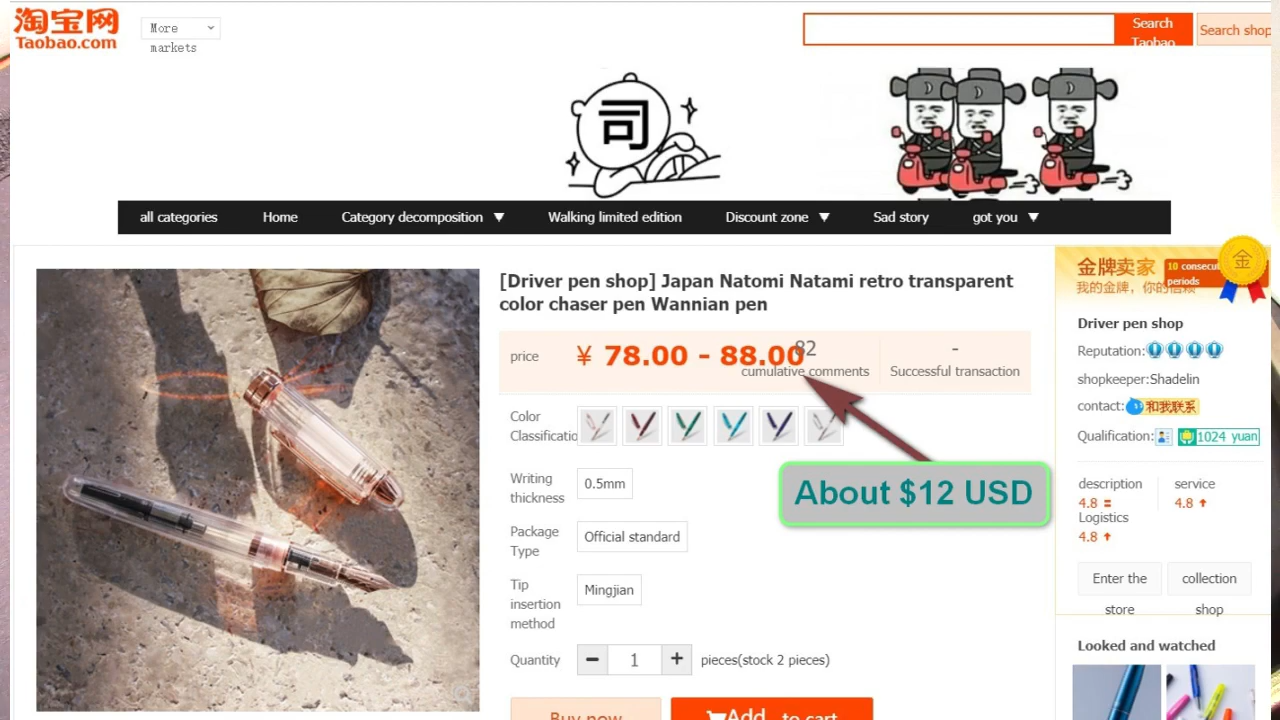 淘宝网
Taobao.com
More
markets
Search
Taobao
Search shop
司
all categories
Home
Category decomposition
Walking limited edition
Discount zone
Sad story
got you
[Driver pen shop] Japan Natomi Natami retro transparent
color chaser pen Wannian pen
price
¥ 78.00 - 88.00
82
cumulative comments
-
Successful transaction
Color
Classificatio
Writing
thickness
0.5mm
About $12 USD
Package
Type
Official standard
Tip
insertion
method
Mingjian
Quantity
− 1 +
pieces(stock 2 pieces)
Buy now
Add to cart
金牌卖家
10 consecut
periods
金
我的金牌，你的信赖
Driver pen shop
Reputation:
shopkeeper:Shadelin
contact:
和我联系
Qualification:
1024 yuan
description
service
4.8 =
4.8
Logistics
4.8
Enter the
store
collection
shop
Looked and watched